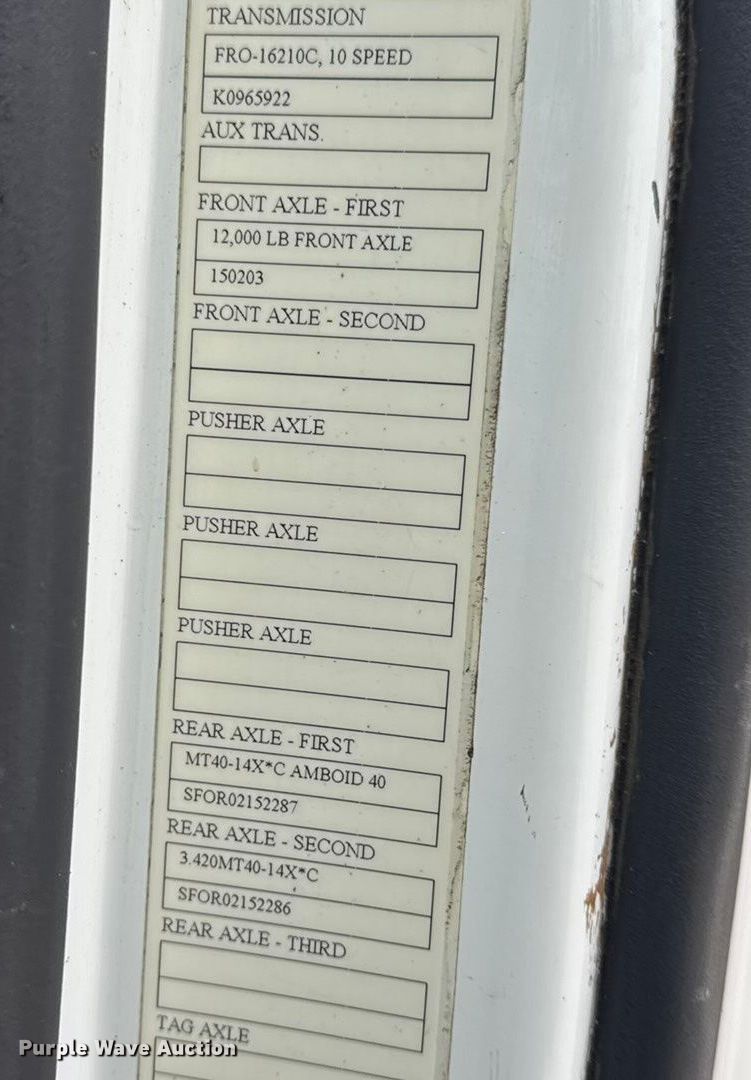 TRANSMISSION
FRO-16210C, 10 SPEED
K0965922
AUX TRANS.
FRONT AXLE - FIRST
12,000 LB FRONT AXLE
150203
FRONT AXLE - SECOND
PUSHER AXLE
PUSHER AXLE
PUSHER AXLE
REAR AXLE - FIRST
MT40-14X*C AMBOID 40
SFOR02152287
REAR AXLE - SECOND
3.420MT40-14X*C
SFOR02152286
REAR AXLE - THIRD
TAG AXLE
Purple Wave Auction